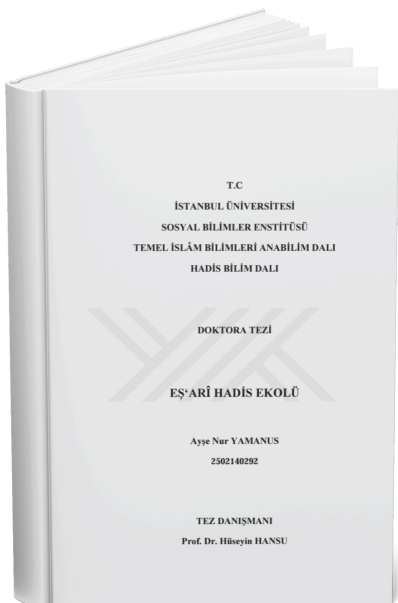 T.C
İSTANBUL ÜNİVERSİTESİ
SOSYAL BİLİMLER ENSTİTÜSÜ
TEMEL İSLÂM BİLİMLERİ ANABİLİM DALI
HADİS BİLİM DALI
DOKTORA TEZİ
EŞ‘ARÎ HADİS EKOLÜ
Ayşe Nur YAMANUS
2502140292
TEZ DANIŞMANI
Prof. Dr. Hüseyin HANSU